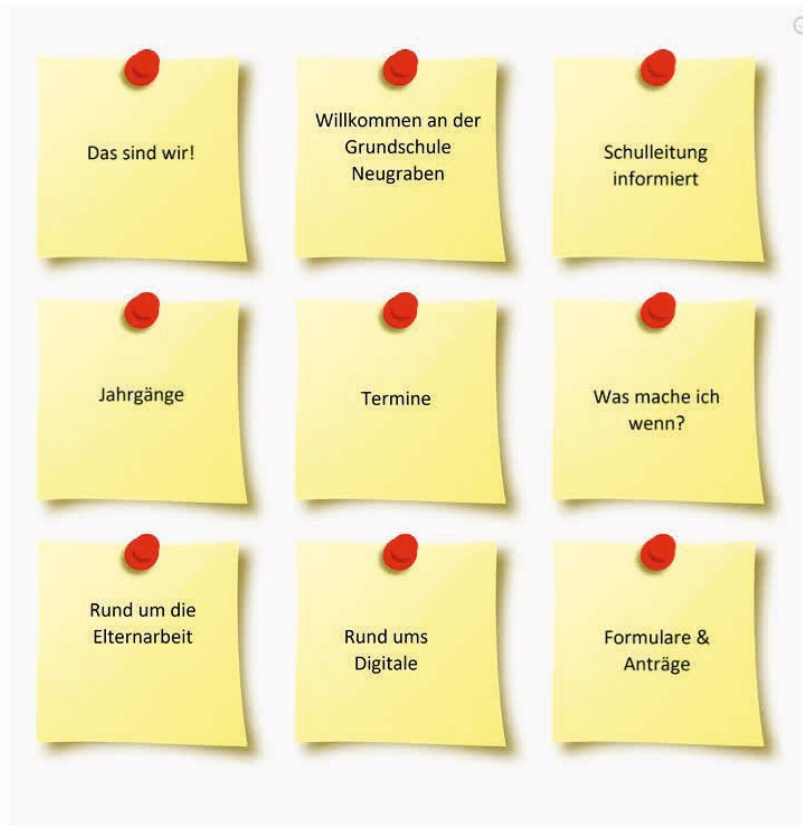 Das sind wir!
Willkommen an der
Grundschule
Neugraben
Schulleitung
informiert
Jahrgänge
Termine
Was mache ich
wenn?
Rund um die
Elternarbeit
Rund ums
Digitale
Formulare &
Anträge